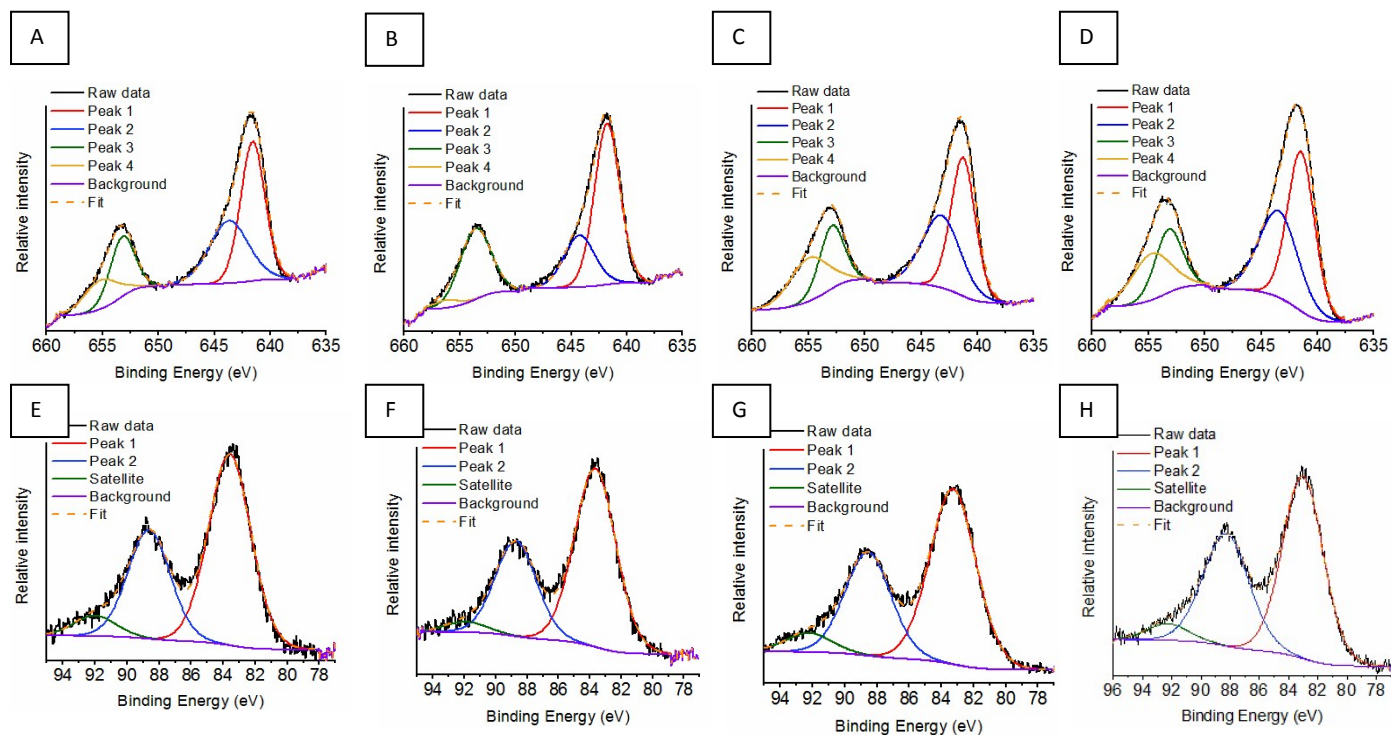 A
Raw data
Peak 1
Peak 2
Peak 3
Peak 4
Background
Fit
Relative intensity
660 655 650 645 640 635
Binding Energy (eV)
B
Raw data
Peak 1
Peak 2
Peak 3
Peak 4
Background
Fit
Relative intensity
660 655 650 645 640 635
Binding Energy (eV)
C
Raw data
Peak 1
Peak 2
Peak 3
Peak 4
Background
Fit
Relative intensity
660 655 650 645 640 635
Binding Energy (eV)
D
Raw data
Peak 1
Peak 2
Peak 3
Peak 4
Background
Fit
Relative intensity
660 655 650 645 640 635
Binding Energy (eV)
E
Raw data
Peak 1
Peak 2
Satellite
Background
Fit
Relative intensity
94 92 90 88 86 84 82 80 78
Binding Energy (eV)
F
Raw data
Peak 1
Peak 2
Satellite
Background
Fit
Relative intensity
94 92 90 88 86 84 82 80 78
Binding Energy (eV)
G
Raw data
Peak 1
Peak 2
Satellite
Background
Fit
Relative intensity
94 92 90 88 86 84 82 80 78
Binding Energy (eV)
H
Raw data
Peak 1
Peak 2
Satellite
Background
Fit
Relative intensity
96 94 92 90 88 86 84 82 80 78
Binding Energy (eV)